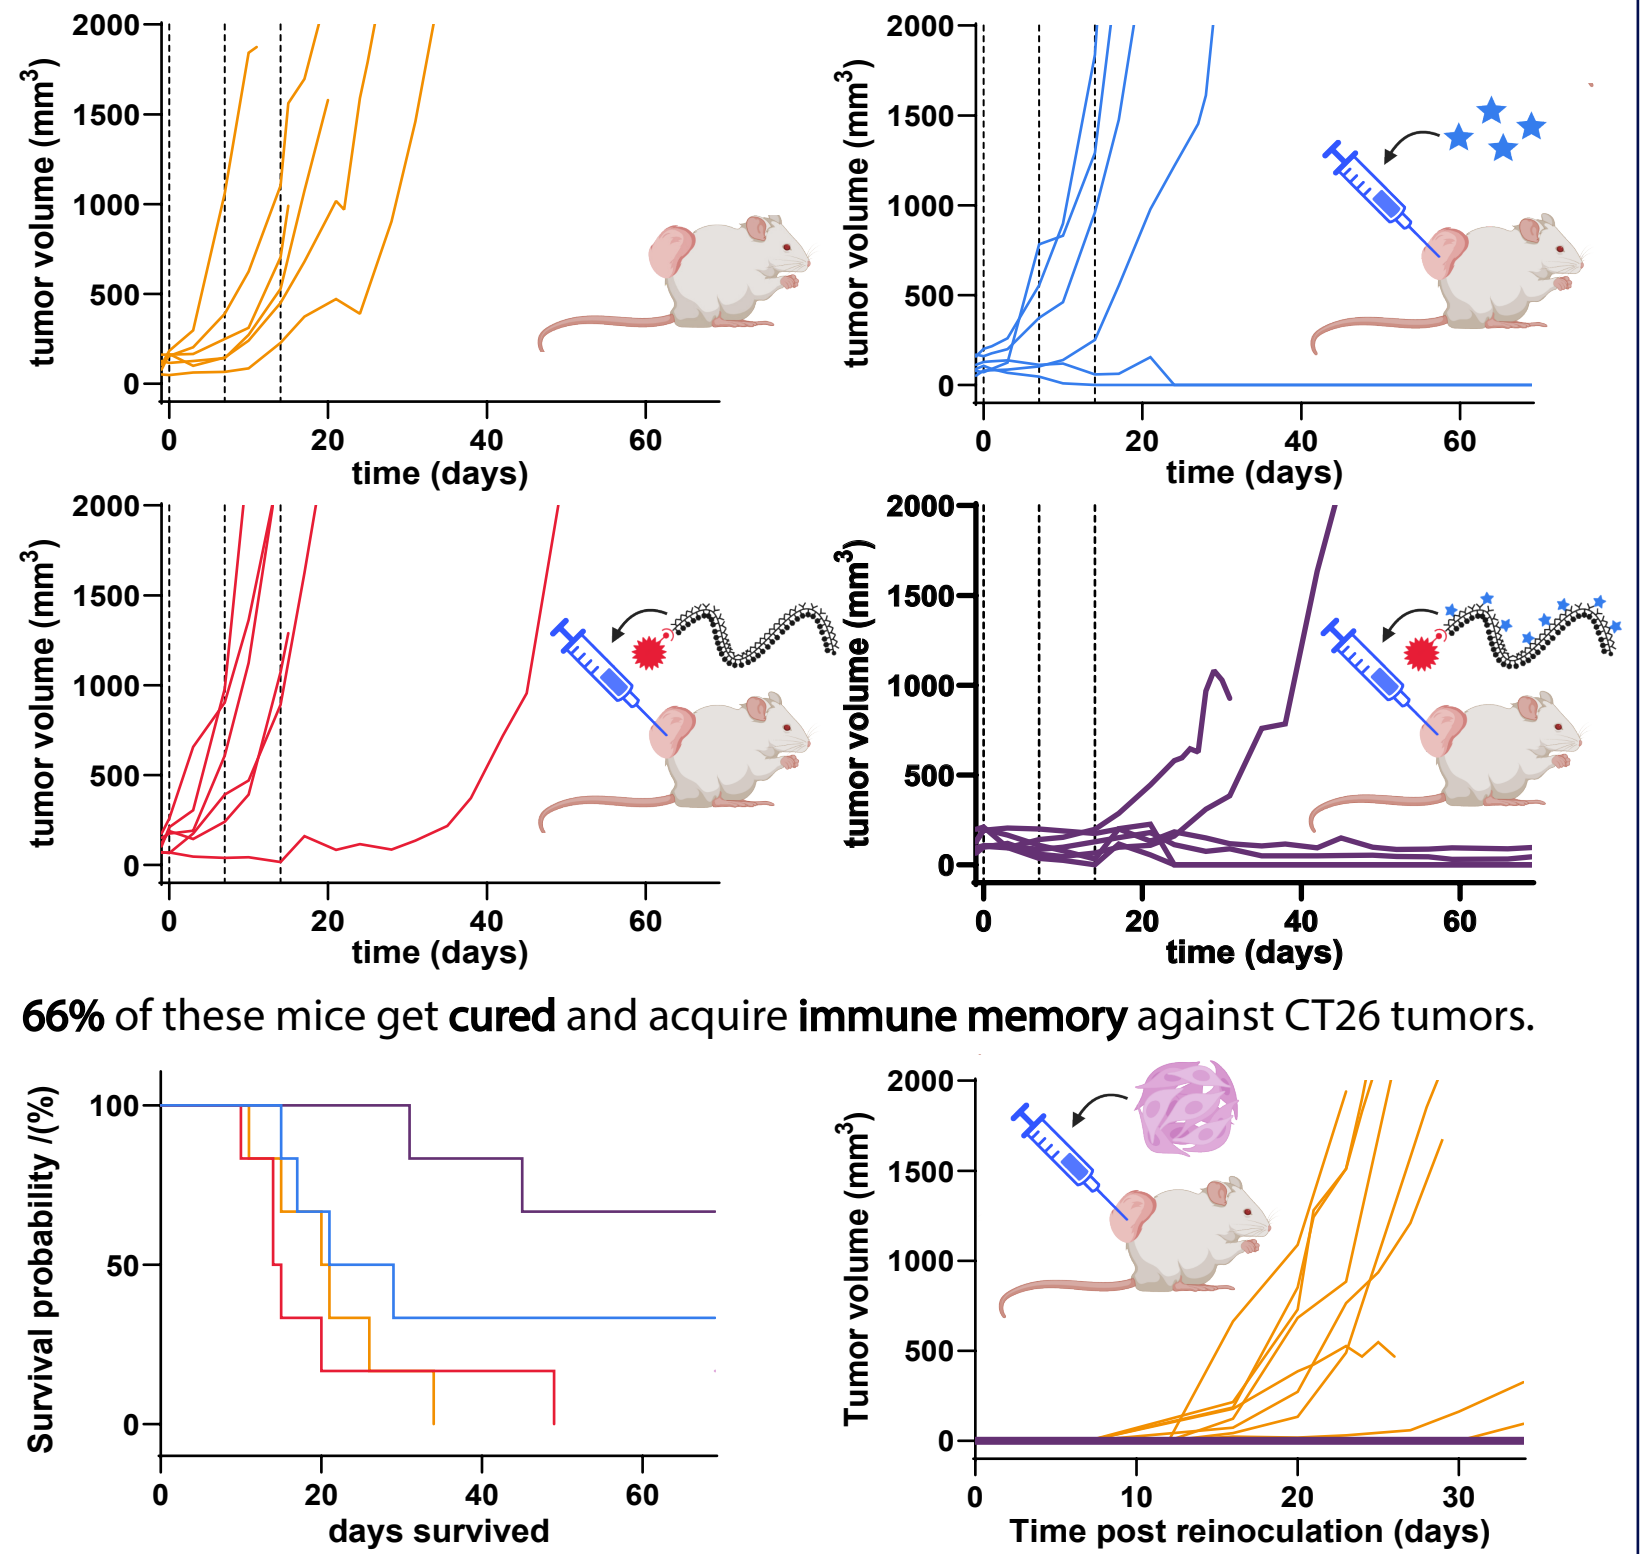 2000
1500
1000
500
0
tumor volume (mm³)
0 20 40 60
time (days)
2000
1500
1000
500
0
tumor volume (mm³)
0 20 40 60
time (days)
2000
1500
1000
500
0
tumor volume (mm³)
0 20 40 60
time (days)
2000
1500
1000
500
0
tumor volume (mm³)
0 20 40 60
time (days)
66% of these mice get cured and acquire immune memory against CT26 tumors.
100
50
0
Survival probability /(%)
0 20 40 60
days survived
2000
1500
1000
500
0
Tumor volume (mm³)
0 10 20 30
Time post reinoculation (days)